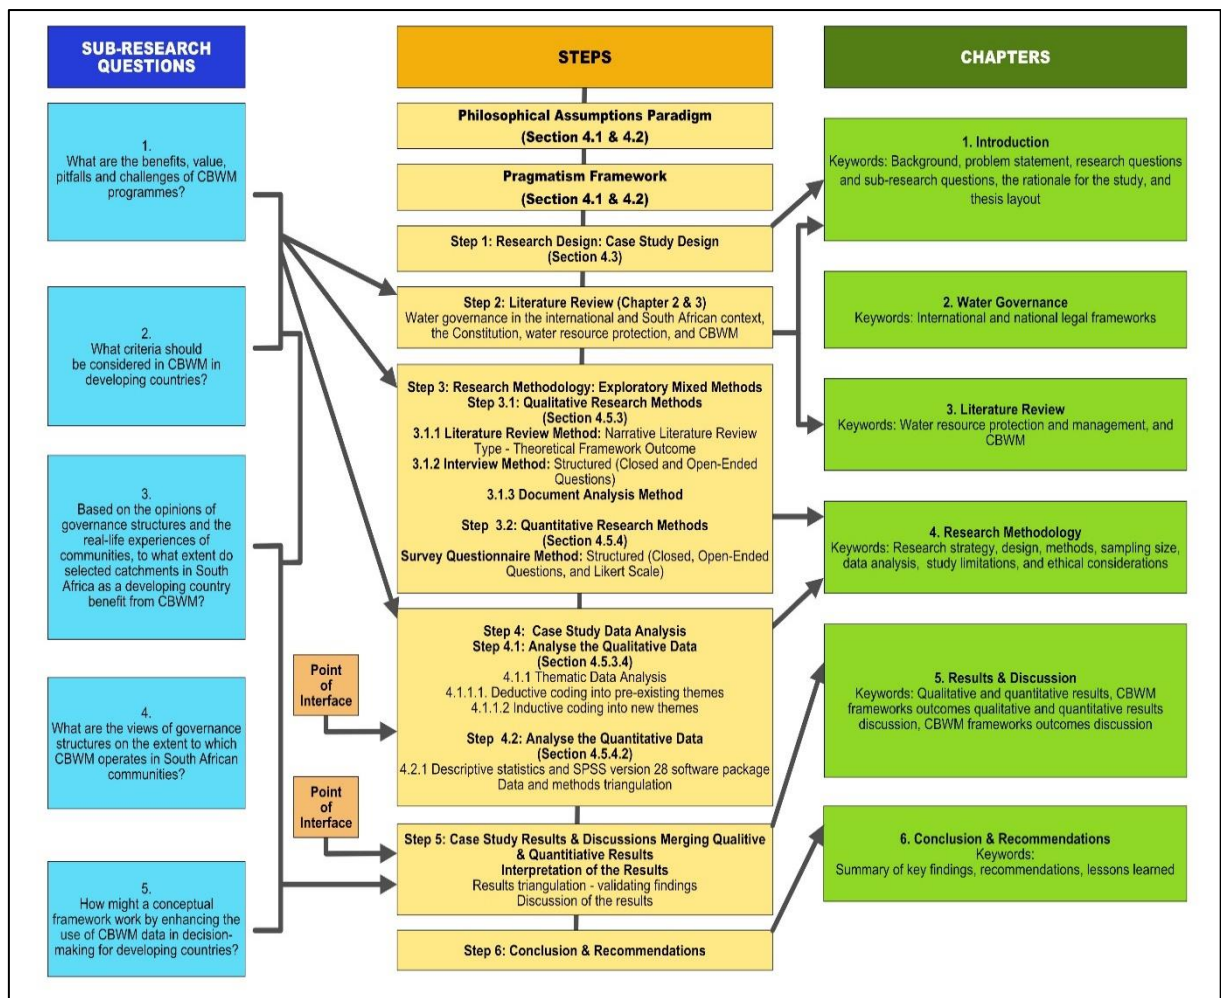 SUB-RESEARCH
QUESTIONS
1.
What are the benefits, value,
pitfalls and challenges of CBWM
programmes?
2.
What criteria should
be considered in CBWM in
developing countries?
3.
Based on the opinions of
governance structures and the
real-life experiences of
communities, to what extent do
selected catchments in South
Africa as a developing country
benefit from CBWM?
4.
What are the views of governance
structures on the extent to which
CBWM operates in South African
communities?
5.
How might a conceptual
framework work by enhancing the
use of CBWM data in decision-
making for developing countries?
Point
of
Interface
Point
of
Interface
STEPS
Philosophical Assumptions Paradigm
(Section 4.1 & 4.2)
Pragmatism Framework
(Section 4.1 & 4.2)
Step 1: Research Design: Case Study Design
(Section 4.3)
Step 2: Literature Review (Chapter 2 & 3)
Water governance in the international and South African context,
the Constitution, water resource protection, and CBWM
Step 3: Research Methodology: Exploratory Mixed Methods
Step 3.1: Qualitative Research Methods
(Section 4.5.3)
3.1.1 Literature Review Method: Narrative Literature Review
Type - Theoretical Framework Outcome
3.1.2 Interview Method: Structured (Closed and Open-Ended
Questions)
3.1.3 Document Analysis Method
Step 3.2: Quantitative Research Methods
(Section 4.5.4)
Survey Questionnaire Method: Structured (Closed, Open-Ended
Questions, and Likert Scale)
Step 4: Case Study Data Analysis
Step 4.1: Analyse the Qualitative Data
(Section 4.5.3.4)
4.1.1 Thematic Data Analysis
4.1.1.1. Deductive coding into pre-existing themes
4.1.1.2 Inductive coding into new themes
Step 4.2: Analyse the Quantitative Data
(Section 4.5.4.2)
4.2.1 Descriptive statistics and SPSS version 28 software package
Data and methods triangulation
Step 5: Case Study Results & Discussions Merging Qualitive
& Quantitiative Results
Interpretation of the Results
Results triangulation - validating findings
Discussion of the results
Step 6: Conclusion & Recommendations
CHAPTERS
1. Introduction
Keywords: Background, problem statement, research questions
and sub-research questions, the rationale for the study, and
thesis layout
2. Water Governance
Keywords: International and national legal frameworks
3. Literature Review
Keywords: Water resource protection and management, and
CBWM
4. Research Methodology
Keywords: Research strategy, design, methods, sampling size,
data analysis, study limitations, and ethical considerations
5. Results & Discussion
Keywords: Qualitative and quantitative results, CBWM
frameworks outcomes qualitative and quantitative results
discussion, CBWM frameworks outcomes discussion
6. Conclusion & Recommendations
Keywords:
Summary of key findings, recommendations, lessons learned